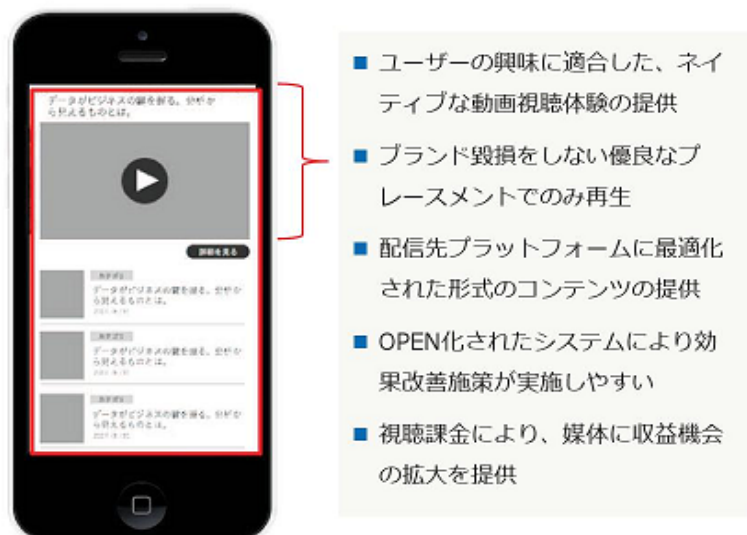 データがビジネスの鍵を握る。分析か
ら見えるものとは。
詳細を見る
カテゴリ
データがビジネスの鍵を握る。分析か
ら見えるものとは。
カテゴリ
データがビジネスの鍵を握る。分析か
ら見えるものとは。
カテゴリ
データがビジネスの鍵を握る。分析か
ら見えるものとは。
■ ユーザーの興味に適合した、ネイ
ティブな動画視聴体験の提供
■ ブランド毀損をしない優良なプ
レースメントでのみ再生
■ 配信先プラットフォームに最適化
された形式のコンテンツの提供
■ OPEN化されたシステムにより効
果改善施策が実施しやすい
■ 視聴課金により、媒体に収益機会
の拡大を提供